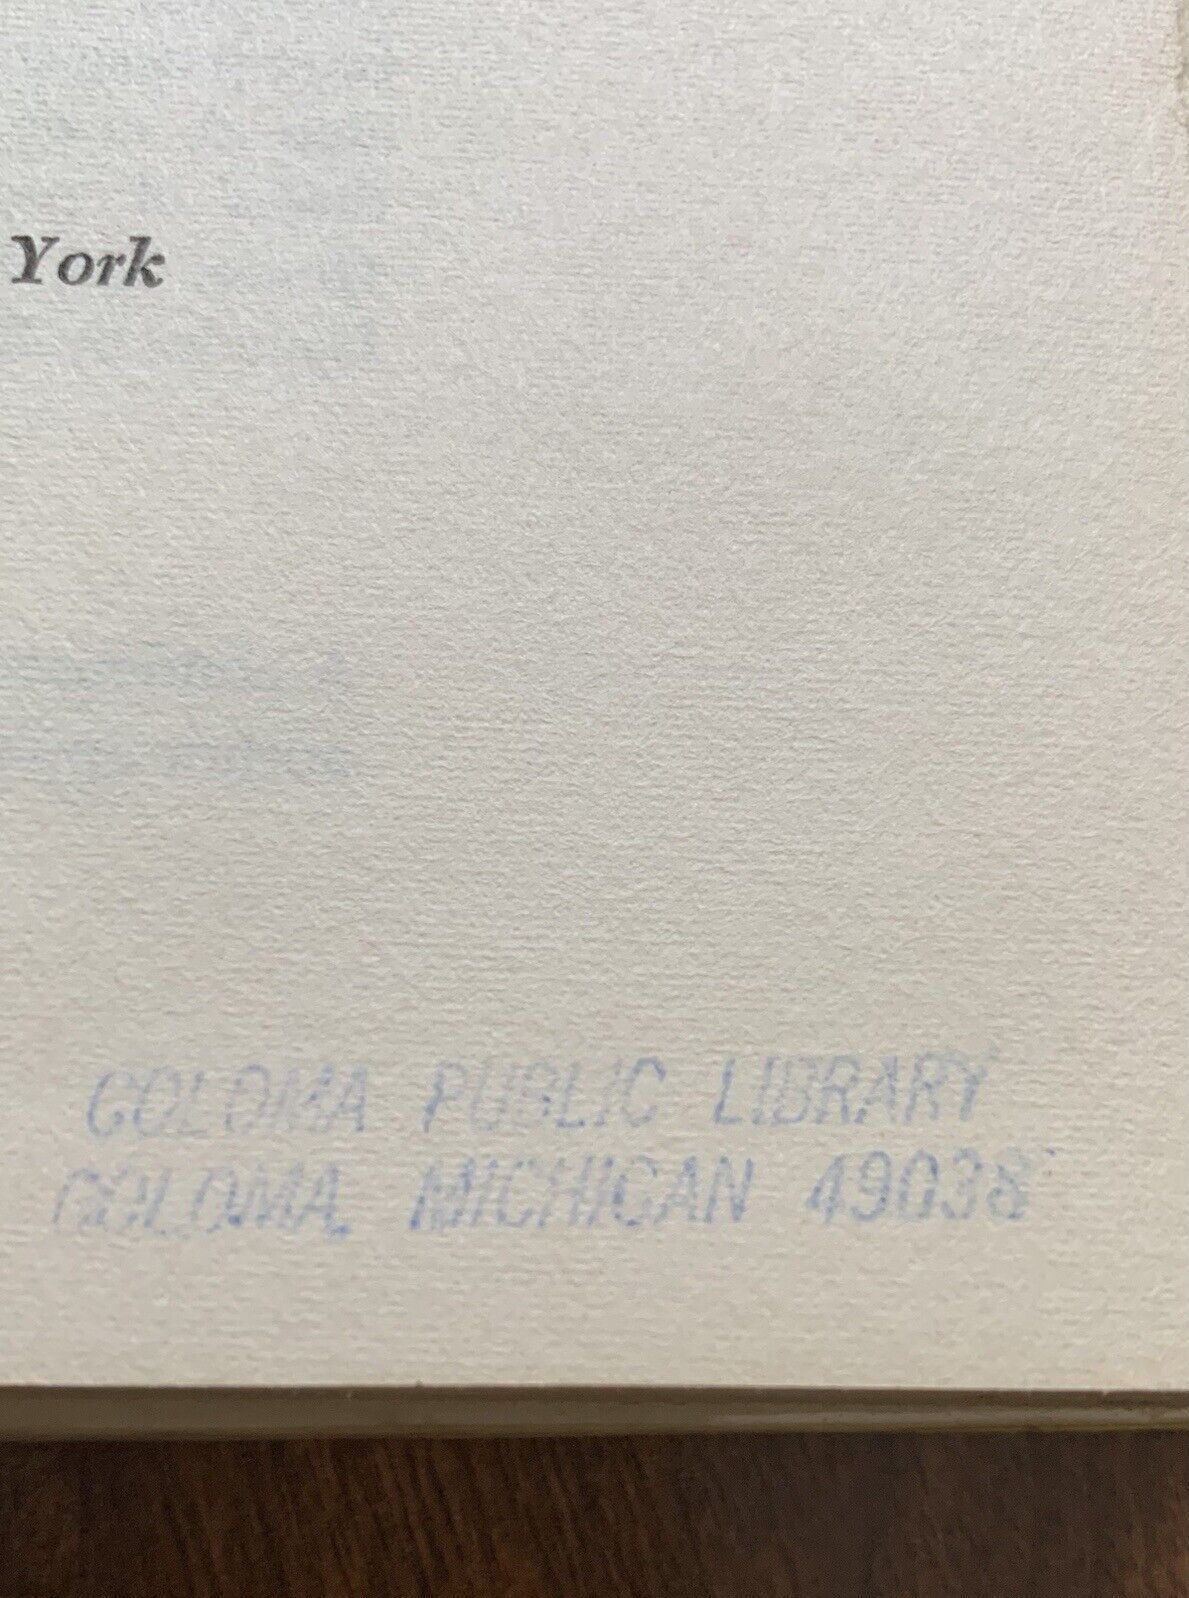 York
COLOMA PUBLIC LIBRARY
COLOMA, MICHIGAN 49038